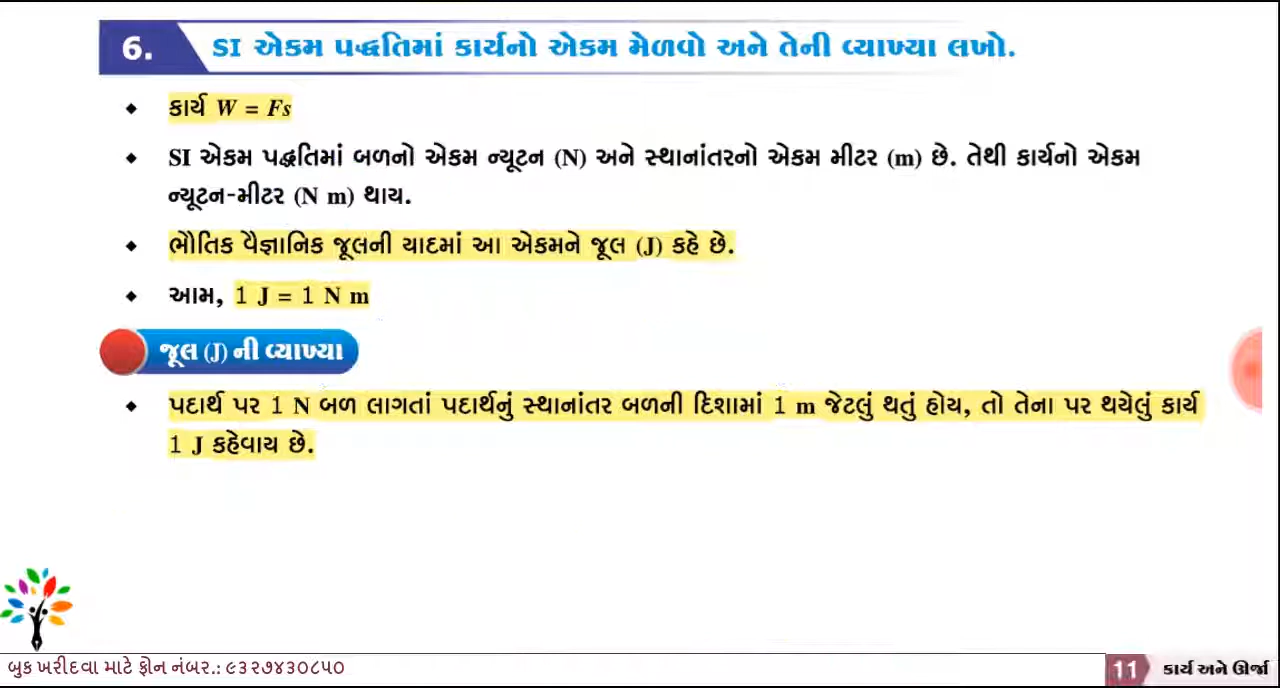 6. SI એકમ પદ્ધતિમાં કાર્યનો એકમ મેળવો અને તેની વ્યાખ્યા લખો.
◆ કાર્ય W = Fs
◆ SI એકમ પદ્ધતિમાં બળનો એકમ ન્યૂટન (N) અને સ્થાનાંતરનો એકમ મીટર (m) છે. તેથી કાર્યનો એકમ
ન્યૂટન-મીટર (N m) થાય.
◆ ભૌતિક વૈજ્ઞાનિક જૂલની યાદમાં આ એકમને જૂલ (J) કહે છે.
◆ આમ, 1 J = 1 N m
જૂલ (J) ની વ્યાખ્યા
◆ પદાર્થ પર 1 N બળ લાગતાં પદાર્થનું સ્થાનાંતર બળની દિશામાં 1 m જેટલું થતું હોય, તો તેના પર થયેલું કાર્ય
1 J કહેવાય છે.
બુક ખરીદવા માટે ફોન નંબર.: ૯૩૨૭૪૩૦૮૫૦
11 કાર્ય અને ઊર્જા